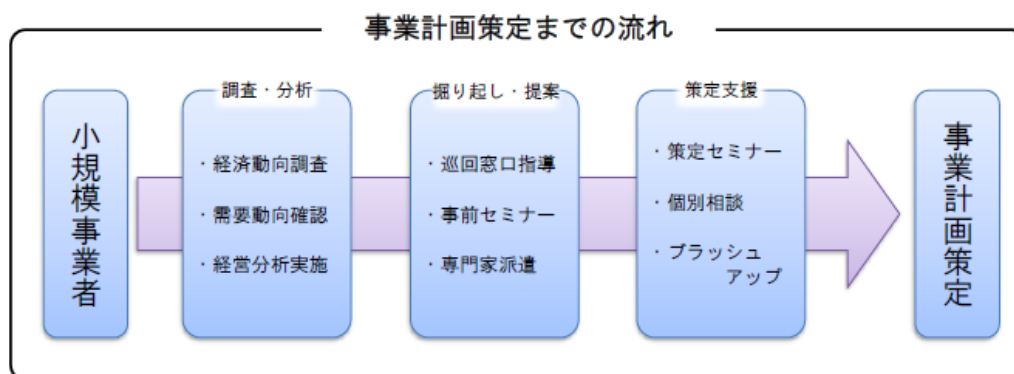 事業計画策定までの流れ
小規模事業者
調査・分析
・経済動向調査
・需要動向確認
・経営分析実施
掘り起し・提案
・巡回窓口指導
・事前セミナー
・専門家派遣
策定支援
・策定セミナー
・個別相談
・ブラッシュ
アップ
事業計画策定